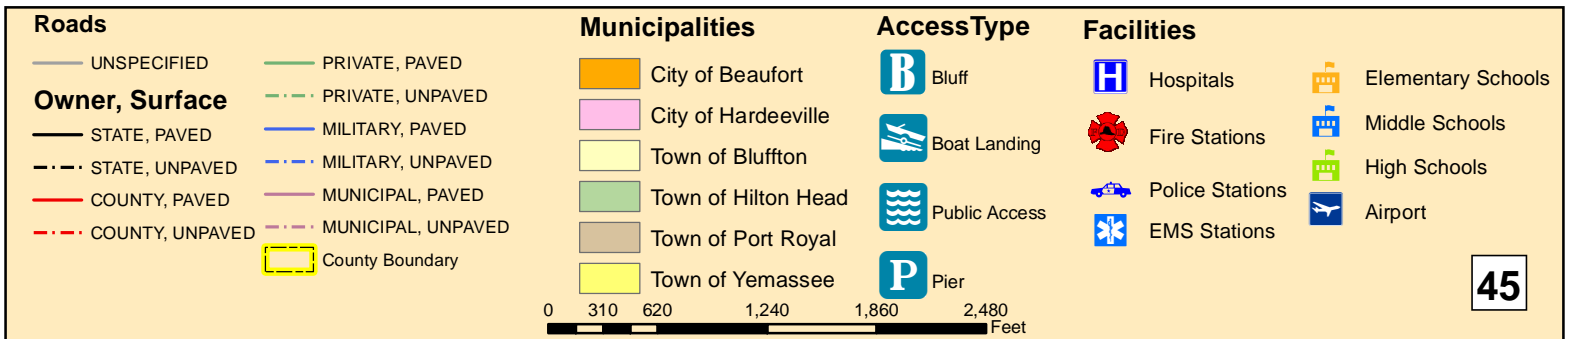 Roads
UNSPECIFIED
Owner, Surface
STATE, PAVED
STATE, UNPAVED
COUNTY, PAVED
COUNTY, UNPAVED
PRIVATE, PAVED
PRIVATE, UNPAVED
MILITARY, PAVED
MILITARY, UNPAVED
MUNICIPAL, PAVED
MUNICIPAL, UNPAVED
County Boundary
Municipalities
City of Beaufort
City of Hardeeville
Town of Bluffton
Town of Hilton Head
Town of Port Royal
Town of Yemassee
0 310 620 1,240 1,860 2,480
Feet
AccessType
B Bluff
Boat Landing
Public Access
P Pier
Facilities
H Hospitals
Fire Stations
Police Stations
EMS Stations
Elementary Schools
Middle Schools
High Schools
Airport
45